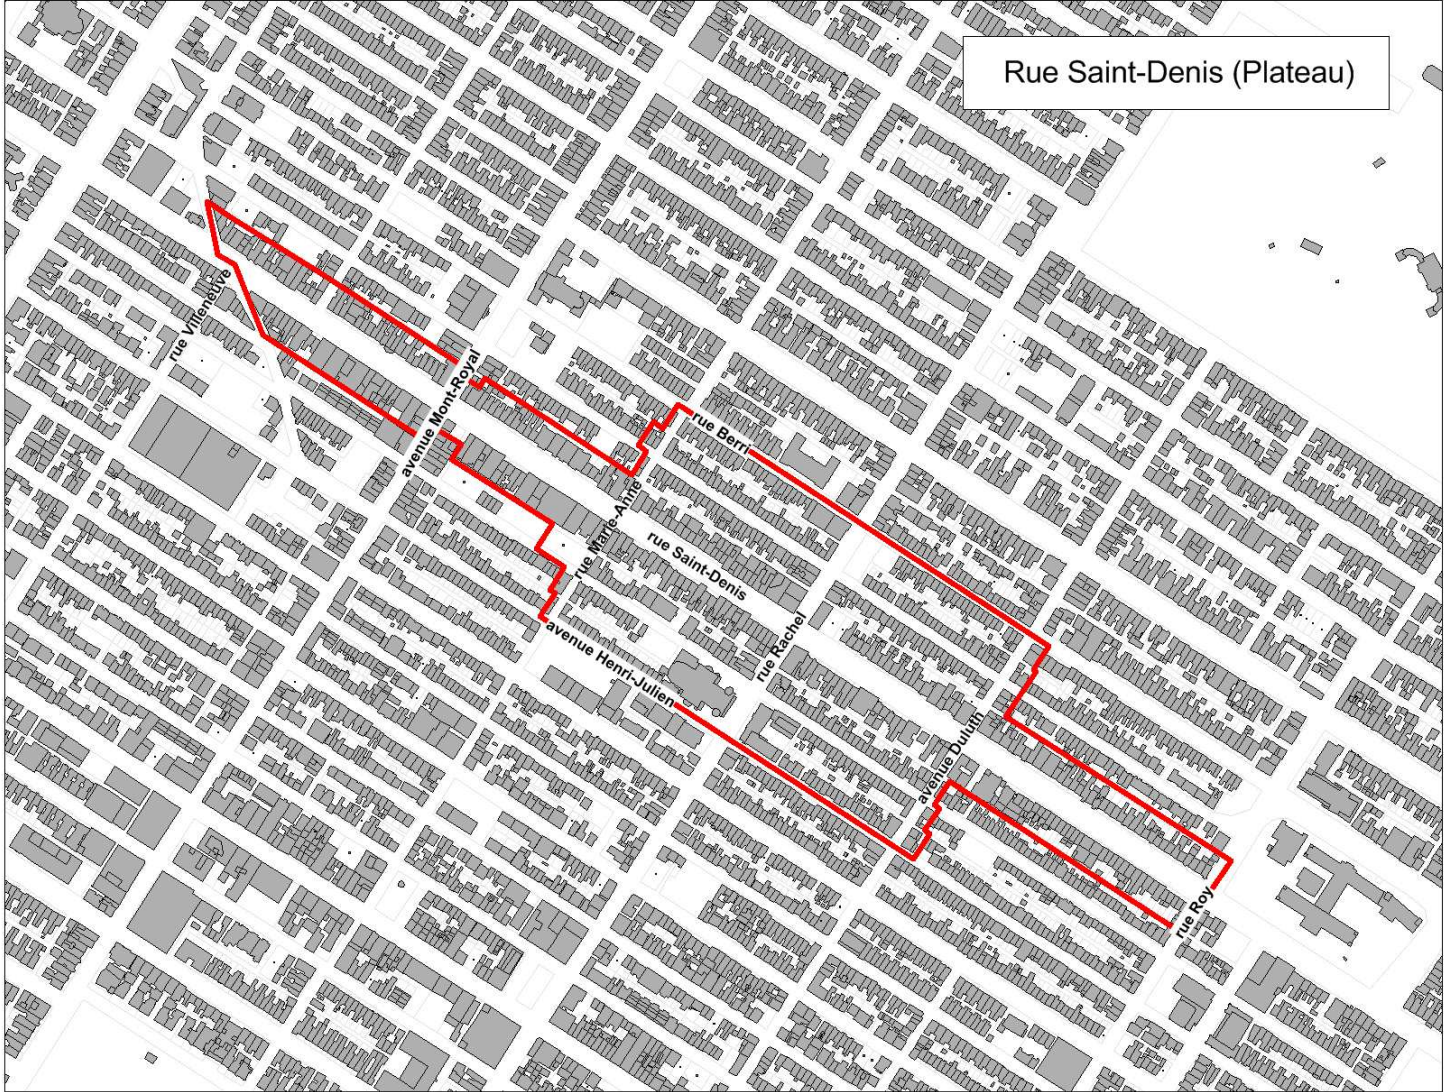 Rue Saint-Denis (Plateau)
rue Villeneuve
avenue Mont-Royal
rue Berri
rue Marie-Anne
rue Saint-Denis
rue Rachel
avenue Henri-Julien
avenue Duluth
rue Roy